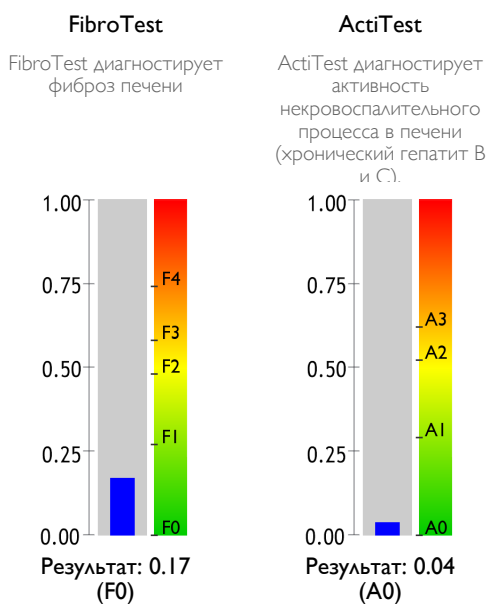 FibroTest
FibroTest диагностирует
фиброз печени
1.00
0.75
0.50
0.25
0.00
F4
F3
F2
F1
F0
Результат: 0.17
(F0)
ActiTest
ActiTest диагностирует
активность
некровоспалительного
процесса в печени
(хронический гепатит В
и С).
1.00
0.75
0.50
0.25
0.00
A3
A2
A1
A0
Результат: 0.04
(A0)